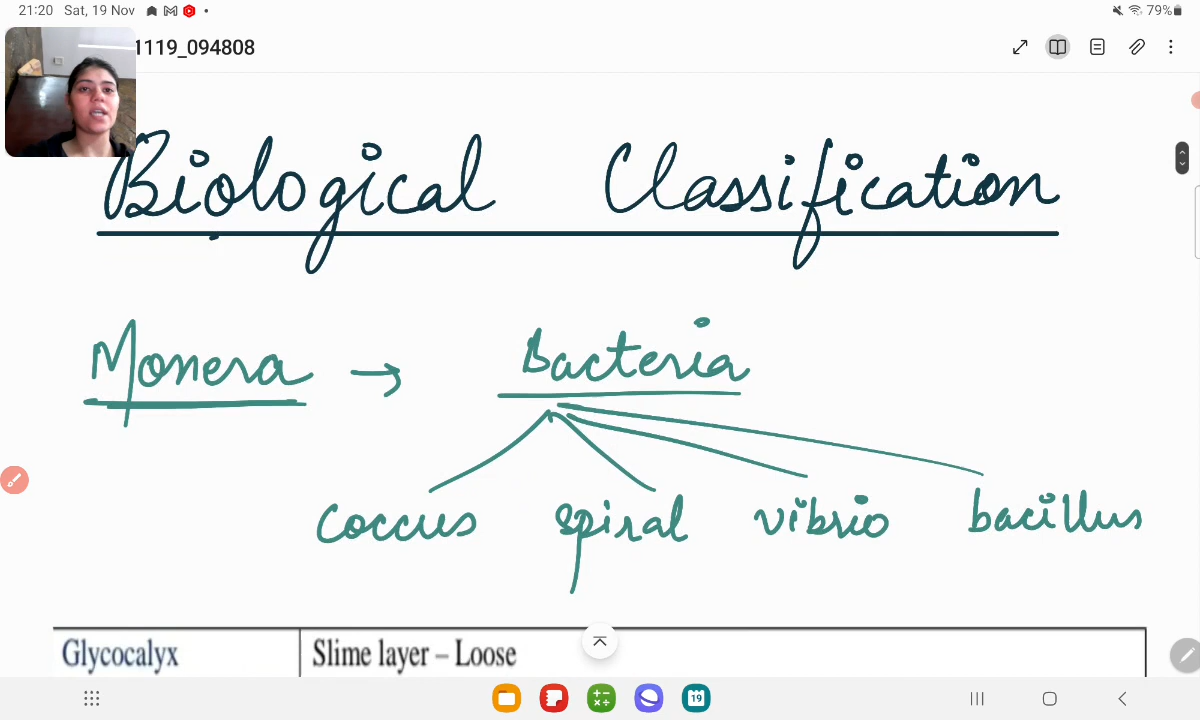 21:20 Sat, 19 Nov
79%
1119_094808
Biological Classification
Monera → Bacteria
coccus spiral vibrio bacillus
Glycocalyx Slime layer – Loose
19